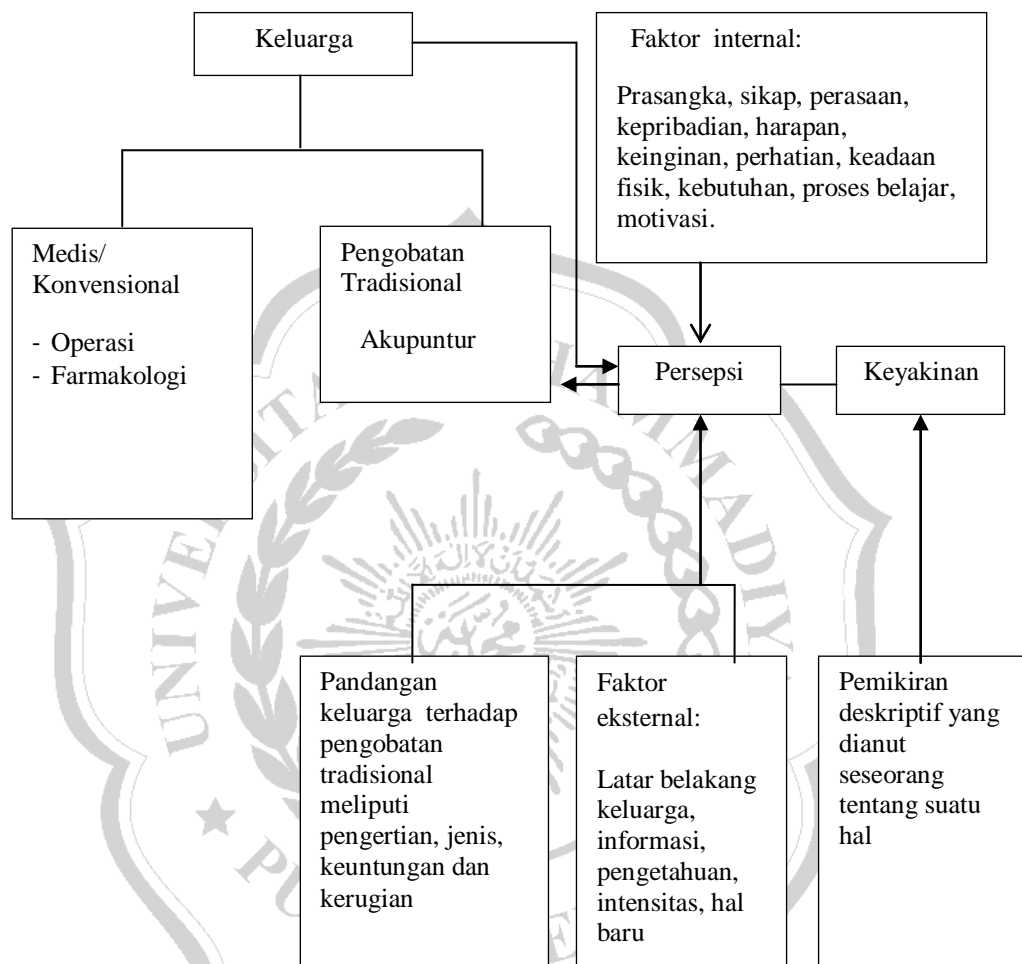 Keluarga
Faktor internal:
Prasangka, sikap, perasaan,
kepribadian, harapan,
keinginan, perhatian, keadaan
fisik, kebutuhan, proses belajar,
motivasi.
Medis/
Konvensional
- Operasi
- Farmakologi
Pengobatan
Tradisional
Akupuntur
Persepsi
Keyakinan
Pandangan
keluarga terhadap
pengobatan
tradisional
meliputi
pengertian, jenis,
keuntungan dan
kerugian
Faktor
eksternal:
Latar belakang
keluarga,
informasi,
pengetahuan,
intensitas, hal
baru
Pemikiran
deskriptif yang
dianut
seseorang
tentang suatu
hal